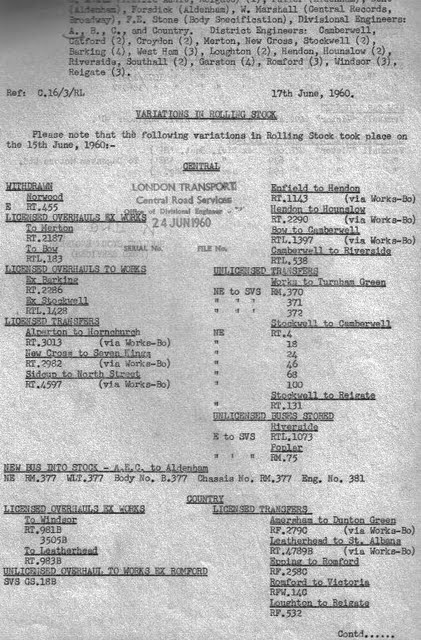 (Aldenham), Forsdick (Aldenham), W. Marshall (Central Records,
Broadway), F.E. Stone (Body Specification), Divisional Engineers:
A., B., C., and Country. District Engineers: Camberwell,
Catford (2), Croydon (2), Merton, New Cross, Stockwell (2),
Barking (4), West Ham (3), Loughton (2), Hendon, Hounslow (2),
Riverside, Southall (2), Garston (4), Romford (3), Windsor (3),
Reigate (3).
Ref: C.16/3/RL 17th June, 1960.
VARIATIONS IN ROLLING STOCK
Please note that the following variations in Rolling Stock took place on
the 15th June, 1960:-
CENTRAL
WITHDRAWN
Norwood
E RT.455
LICENSED OVERHAULS EX WORKS
To Merton
RT.2187
To Bow
RTL.183
LICENSED OVERHAULS TO WORKS
Ex Barking
RT.2286
Ex Stockwell
RTL.1428
LICENSED TRANSFERS
Alperton to Hornchurch
RT.3013 (via Works-Bo)
New Cross to Seven Kings
RT.2982 (via Works-Bo)
Sidcup to North Street
RT.4597 (via Works-Bo)
LONDON TRANSPORT
Central Road Services
of Divisional Engineer
24 JUN 1960
SERIAL No. FILE No.
Enfield to Hendon
RT.1143 (via Works-Bo)
Hendon to Hounslow
RT.2290 (via Works-Bo)
Bow to Camberwell
RTL.1397 (via Works-Bo)
Camberwell to Riverside
RTL.538
UNLICENSED TRANSFERS
Works to Turnham Green
NE to SVS RM.370
" " " 371
" " " 372
Stockwell to Camberwell
NE RT.4
" 18
" 24
" 46
" 68
" 100
Stockwell to Reigate
" RT.131
UNLICENSED BUSES STORED
Riverside
E to SVS RTL.1073
Poplar
" " " RM.75
NEW BUS INTO STOCK - A.E.C. to Aldenham
NE RM.377 WLT.377 Body No. B.377 Chassis No. RM.377 Eng. No. 381
COUNTRY
LICENSED OVERHAULS EX WORKS
To Windsor
RT.981B
3505B
To Leatherhead
RT.983B
UNLICENSED OVERHAUL TO WORKS EX ROMFORD
SVS GS.18B
LICENSED TRANSFERS
Amersham to Dunton Green
RF.279C (via Works-Bo)
Leatherhead to St. Albans
RT.4789B (via Works-Bo)
Epping to Romford
RF.258C
Romford to Victoria
RFW.14C
Loughton to Reigate
RF.532
Contd......